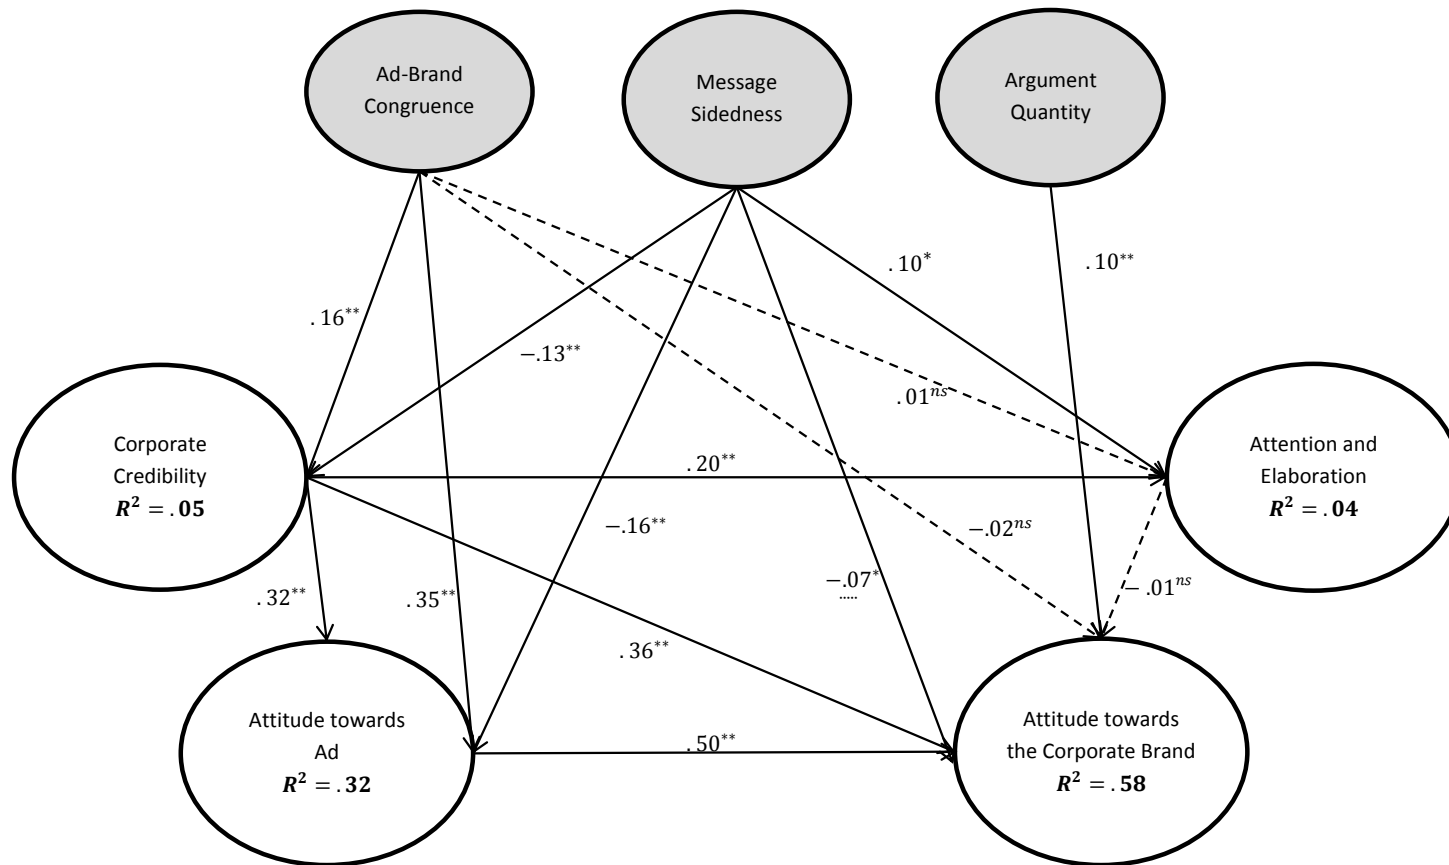 Ad-Brand
Congruence
Message
Sidedness
Argument
Quantity
.10*
.10**
.16**
−.13**
.01ns
Corporate
Credibility
R² = .05
.20**
Attention and
Elaboration
R² = .04
−.16**
−.02ns
−.07*
−.01ns
.32**
.35**
.36**
Attitude towards
Ad
R² = .32
.50**
Attitude towards
the Corporate Brand
R² = .58